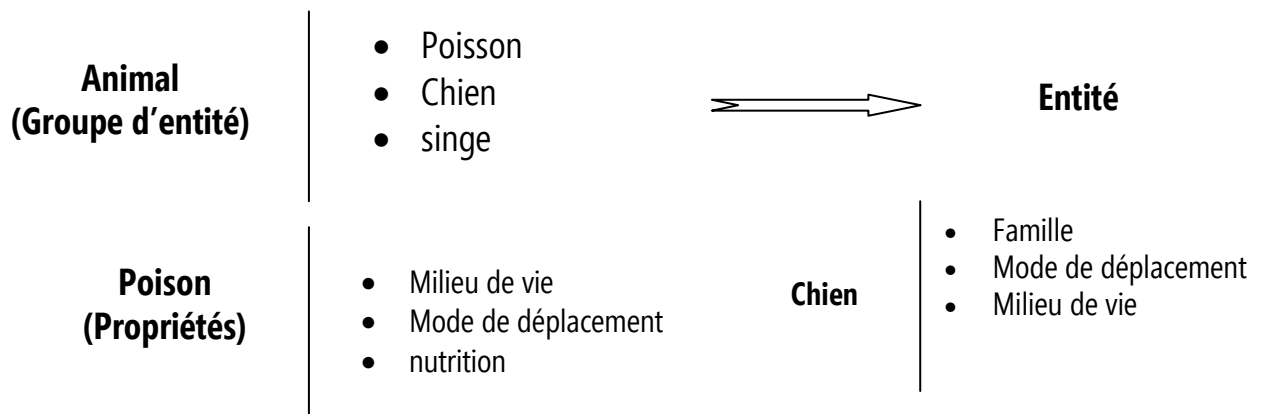 Animal
(Groupe d'entité)
• Poisson
• Chien
• singe
Entité
Poison
(Propriétés)
• Milieu de vie
• Mode de déplacement
• nutrition
Chien
• Famille
• Mode de déplacement
• Milieu de vie